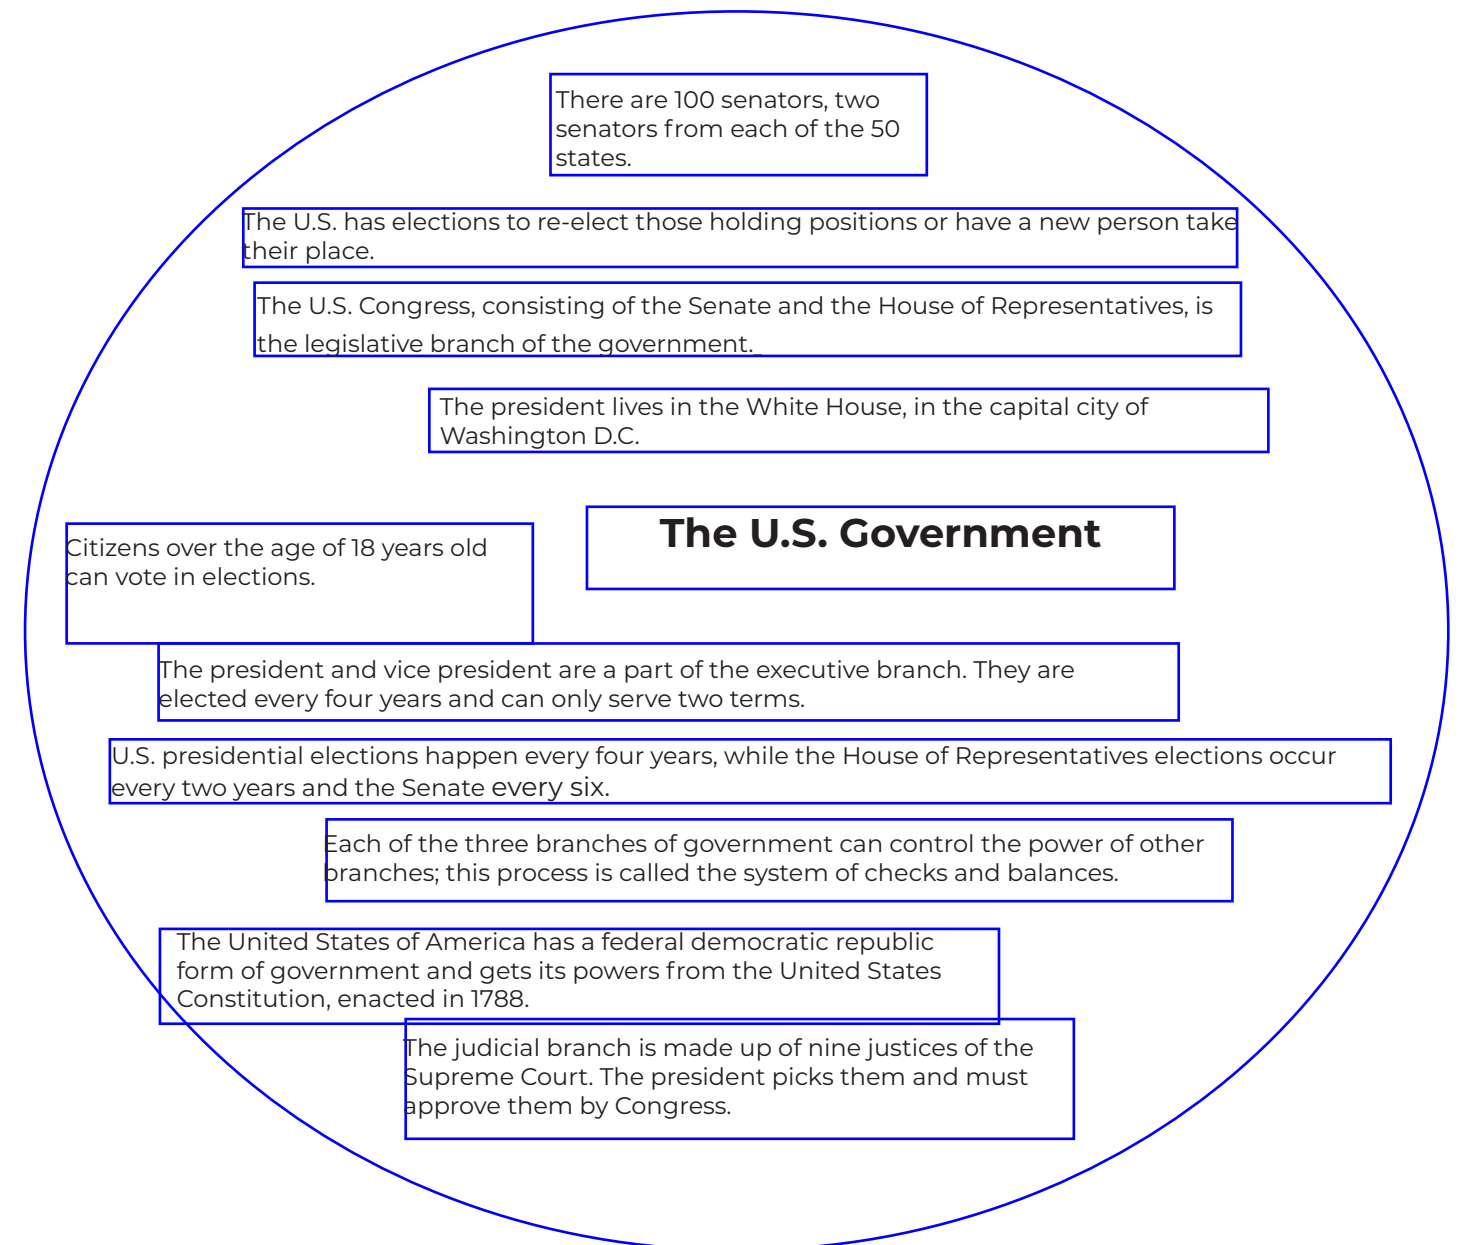 There are 100 senators, two
senators from each of the 50
states.
The U.S. has elections to re-elect those holding positions or have a new person take
their place.
The U.S. Congress, consisting of the Senate and the House of Representatives, is
the legislative branch of the government._
The president lives in the White House, in the capital city of
Washington D.C.
The U.S. Government
Citizens over the age of 18 years old
can vote in elections.
The president and vice president are a part of the executive branch. They are
elected every four years and can only serve two terms.
U.S. presidential elections happen every four years, while the House of Representatives elections occur
every two years and the Senate every six.
Each of the three branches of government can control the power of other
branches; this process is called the system of checks and balances.
The United States of America has a federal democratic republic
form of government and gets its powers from the United States
Constitution, enacted in 1788.
The judicial branch is made up of nine justices of the
Supreme Court. The president picks them and must
approve them by Congress.